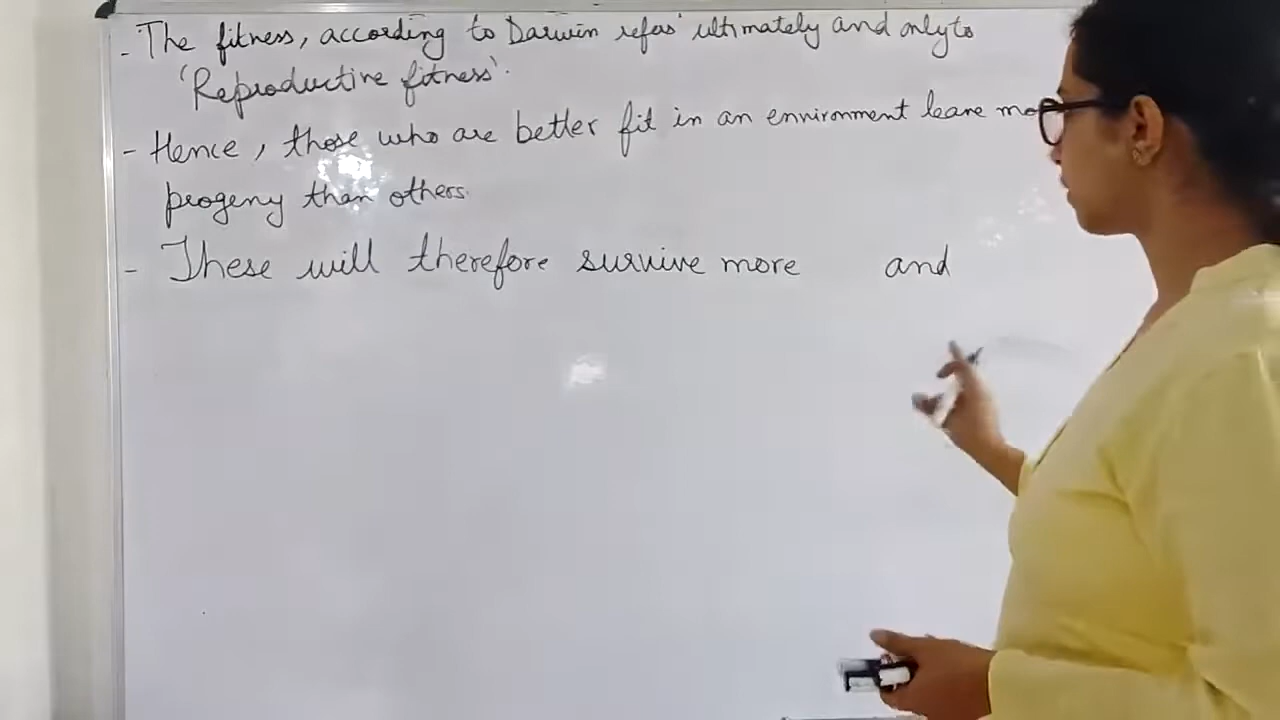 - The fitness, according to Darwin refers ultimately and only to
'Reproductive fitness'.
- Hence, those who are better fit in an environment leave
progeny than others.
- These will therefore survive more and